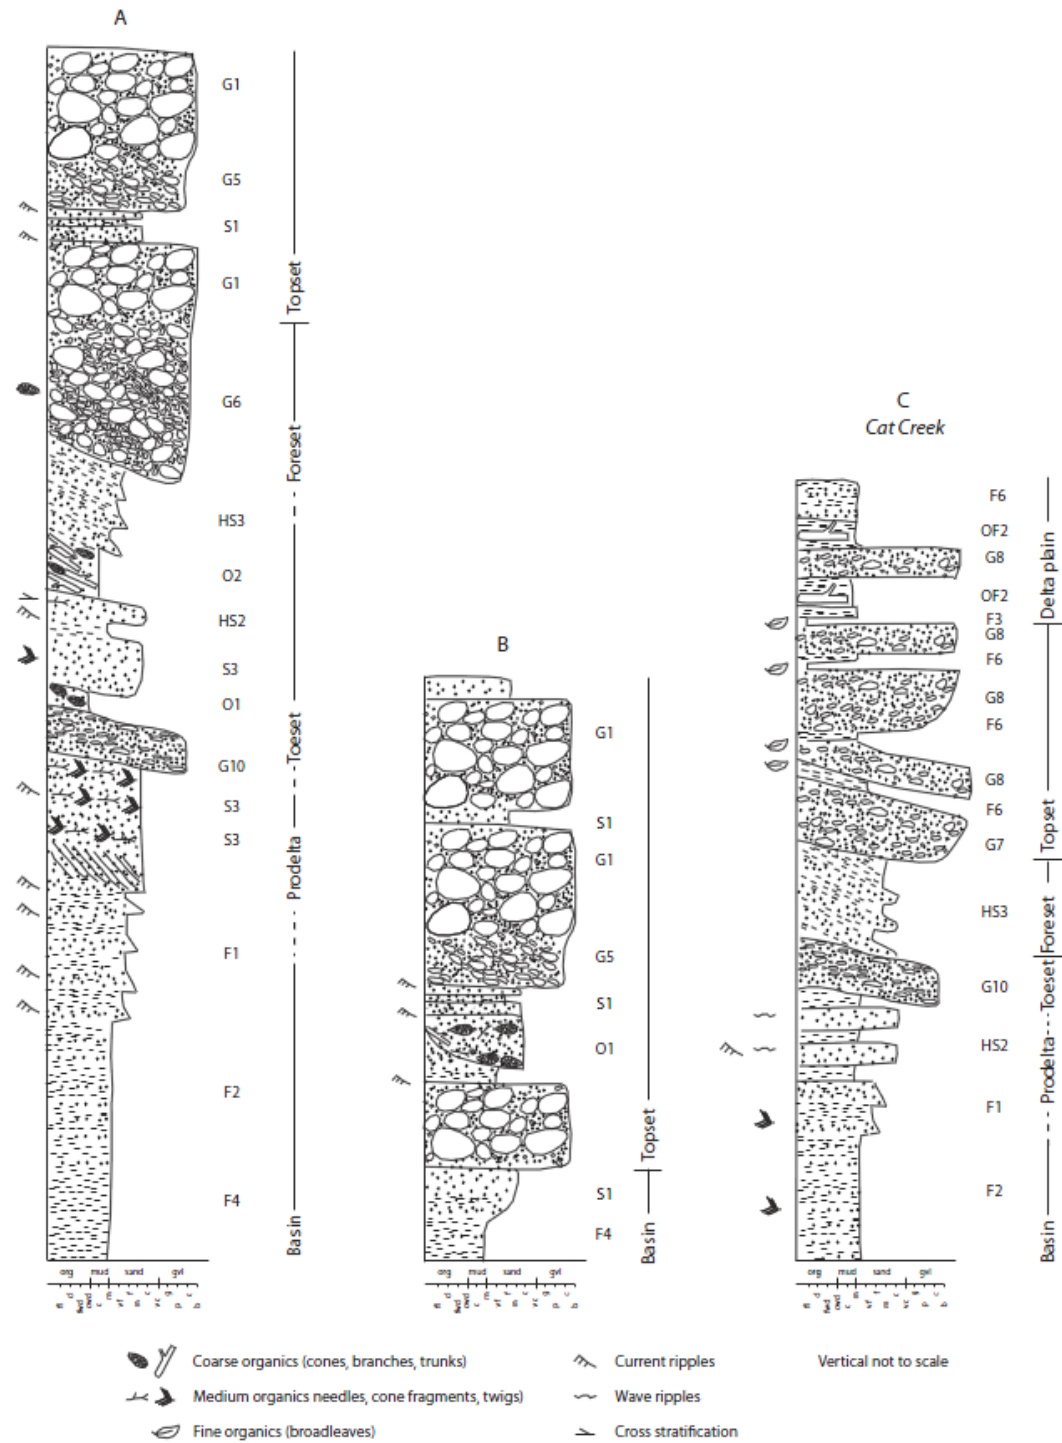 A
G1
G5
S1
G1
G6
HS3
O2
HS2
S3
O1
G10
S3
S3
F1
F2
F4
Topset
Foreset
Toeset
Prodelta
Basin
org mud sand gvl
B
G1
S1
G1
G5
S1
O1
S1
F4
Topset
Basin
org mud sand gvl
C
Cat Creek
F6
OF2
G8
OF2
F3
G8
F6
G8
F6
G8
F6
G7
HS3
G10
HS2
F1
F2
Delta plain
Topset
Foreset
Toeset
Prodelta
Basin
org mud sand gvl
Coarse organics (cones, branches, trunks)
Current ripples
Vertical not to scale
Medium organics needles, cone fragments, twigs)
Wave ripples
Fine organics (broadleaves)
Cross stratification